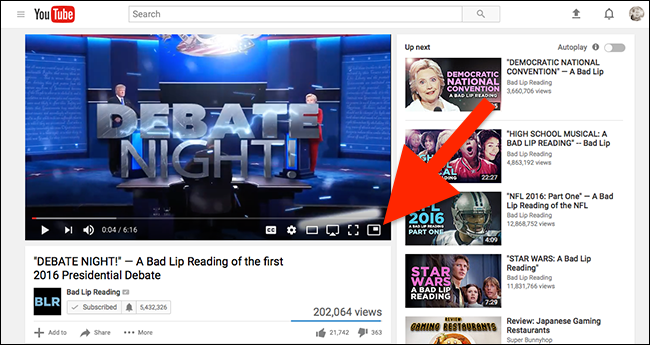 YouTube
Search
DEBATE
NIGHT!
0:04 / 6:16
CC
"DEBATE NIGHT!" — A Bad Lip Reading of the first
2016 Presidential Debate
BLR
Bad Lip Reading
Subscribed
5,432,326
202,064 views
Add to
Share
More
21,742
363
Up next
Autoplay
DEMOCRATIC
NATIONAL
CONVENTION
A BAD LIP READING
"DEMOCRATIC NATIONAL
CONVENTION" — A Bad Lip
Bad Lip Reading
3,660,706 views
22:27
"HIGH SCHOOL MUSICAL: A
BAD LIP READING" -- Bad Lip
Bad Lip Reading
4,863,192 views
NFL
2016
PART ONE
4:09
"NFL 2016: Part One" — A Bad
Lip Reading of the NFL
Bad Lip Reading
12,868,752 views
STAR
WARS
A BAD LIP READING
7:29
"STAR WARS: A Bad Lip
Reading"
Bad Lip Reading
11,831,766 views
REVIEW:
GAMING
RESTAURANTS
Review: Japanese Gaming
Restaurants
Super Bunnyhop